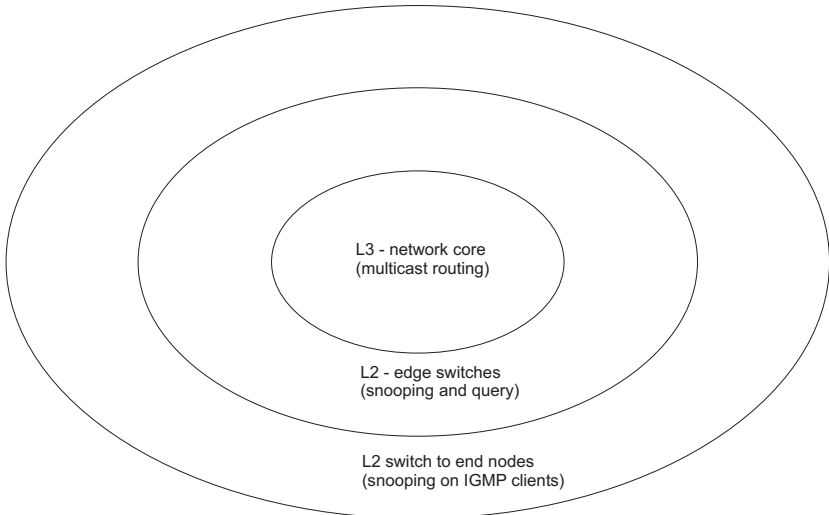 L3 - network core
(multicast routing)
L2 - edge switches
(snooping and query)
L2 switch to end nodes
(snooping on IGMP clients)